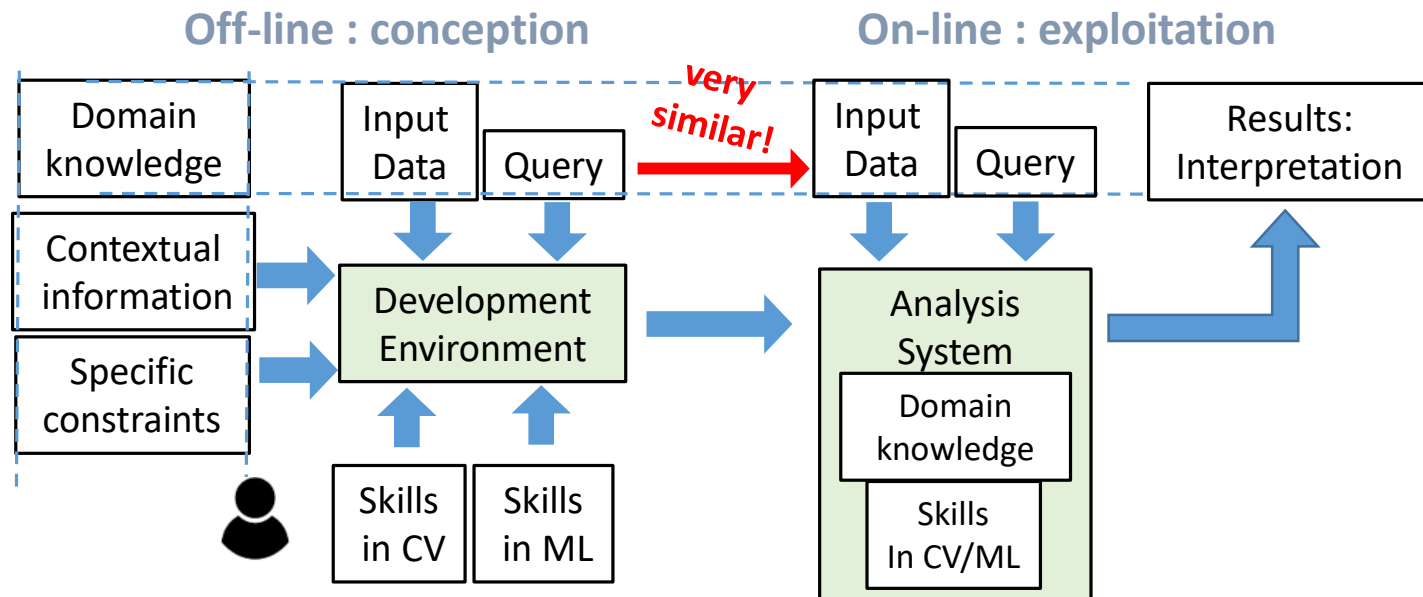 Off-line : conception
On-line : exploitation
Domain
knowledge
Input
Data
Query
very
similar!
Input
Data
Query
Results:
Interpretation
Contextual
information
Specific
constraints
Development
Environment
Skills
in CV
Skills
in ML
Analysis
System
Domain
knowledge
Skills
In CV/ML